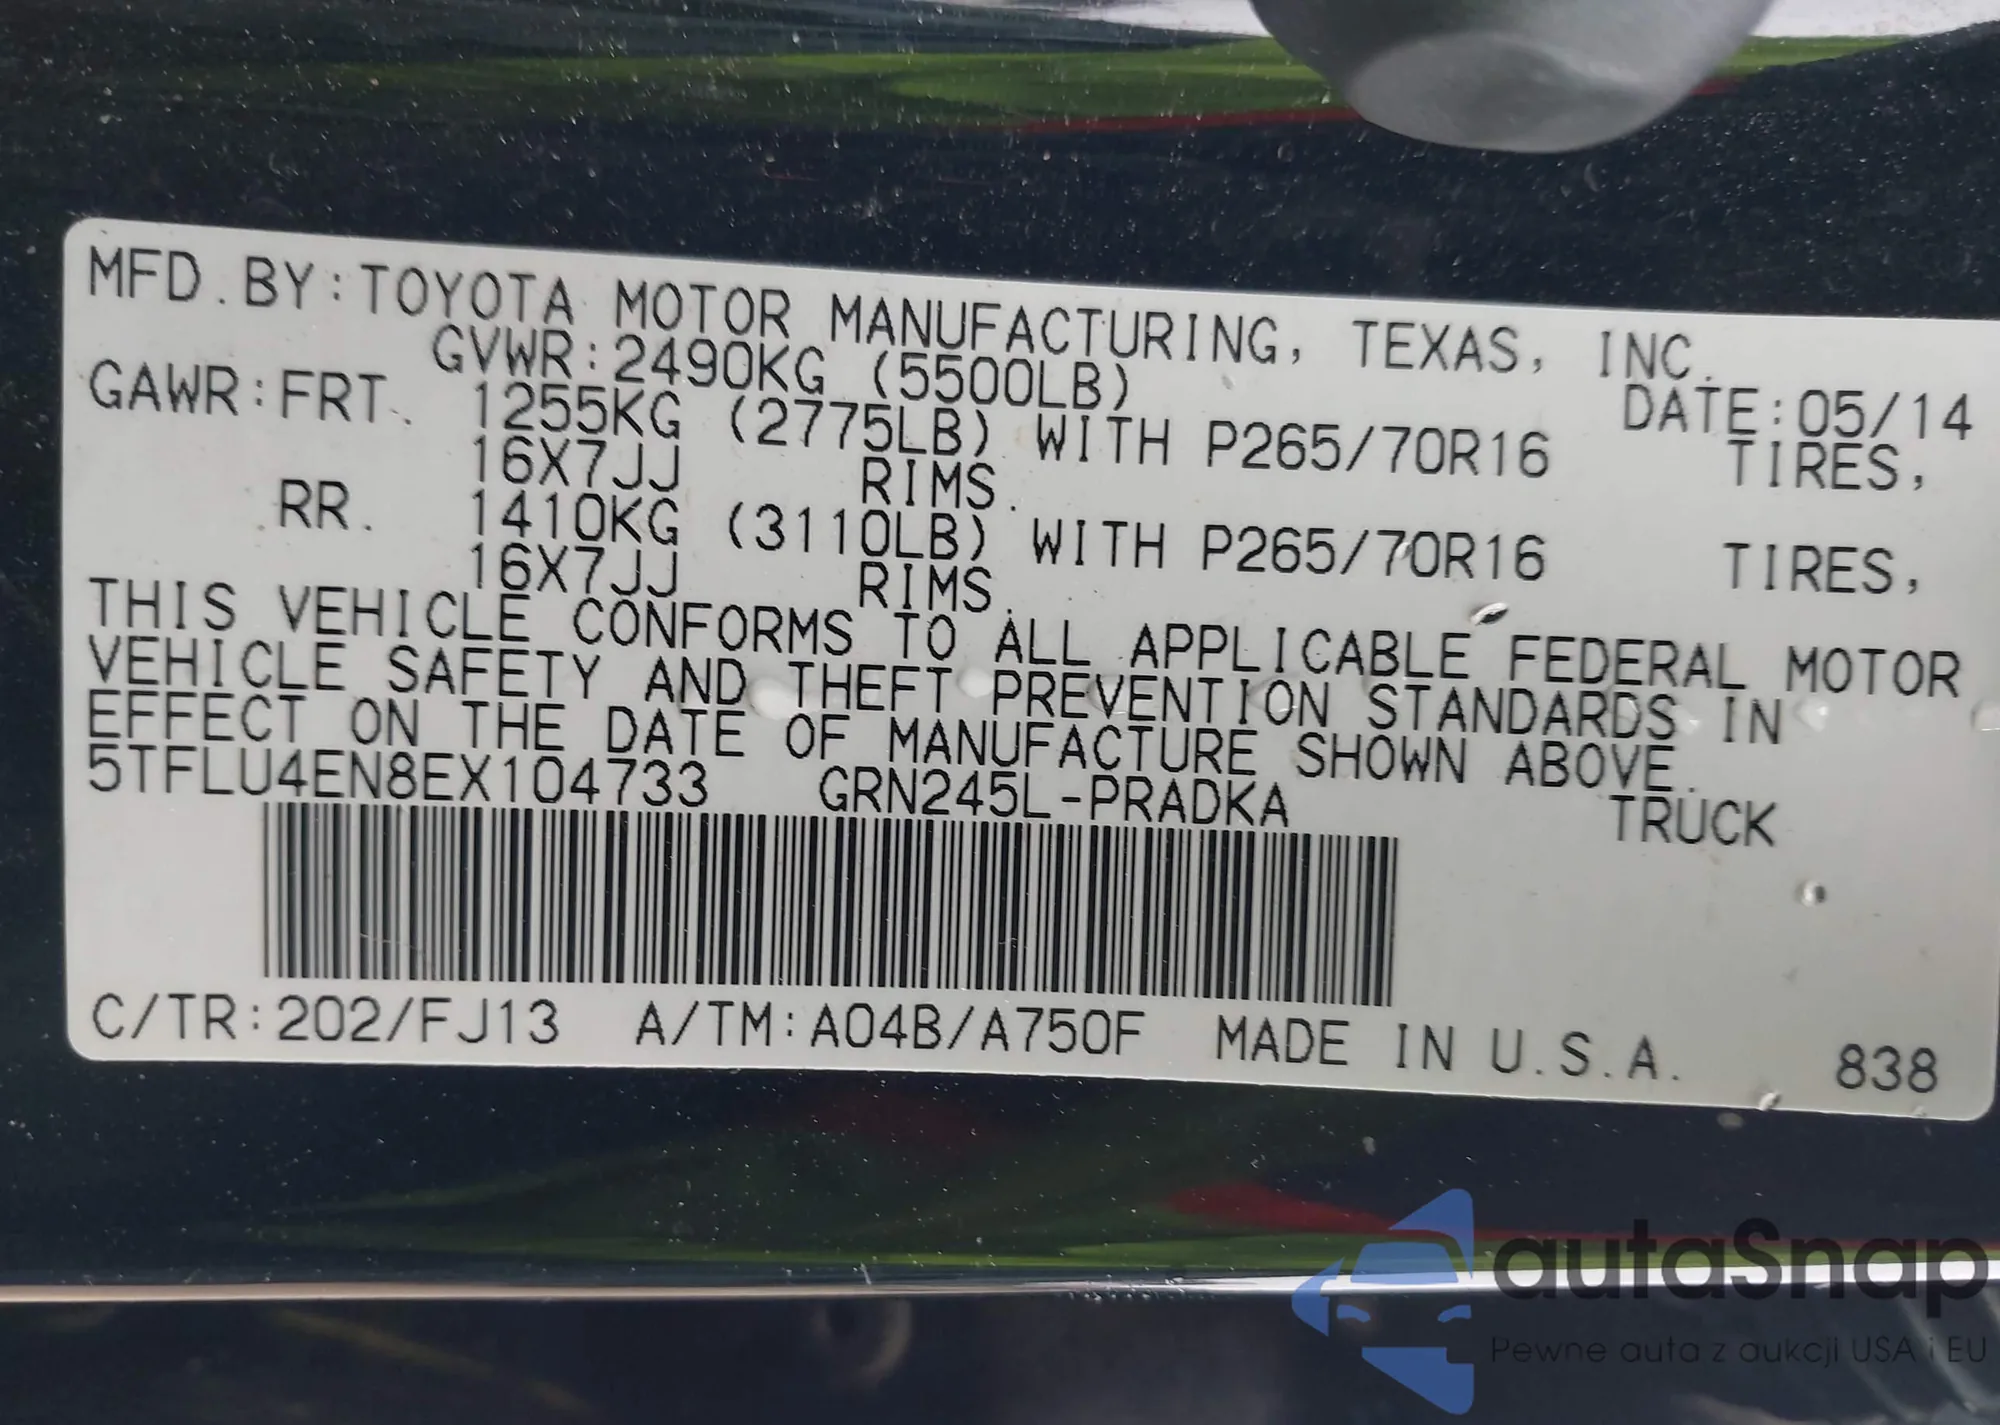 MFD.BY:TOYOTA MOTOR MANUFACTURING, TEXAS, INC.
GVWR:2490KG (5500LB) DATE:05/14
GAWR:FRT. 1255KG (2775LB) WITH P265/70R16 TIRES,
16X7JJ RIMS.
RR. 1410KG (3110LB) WITH P265/70R16 TIRES,
16X7JJ RIMS.
THIS VEHICLE CONFORMS TO ALL APPLICABLE FEDERAL MOTOR
VEHICLE SAFETY AND THEFT PREVENTION STANDARDS IN
EFFECT ON THE DATE OF MANUFACTURE SHOWN ABOVE.
5TFLU4EN8EX104733 GRN245L-PRADKA TRUCK
C/TR:202/FJ13 A/TM:A04B/A750F MADE IN U.S.A. 838
autaSnap
Pewne auta z aukcji USA i EU